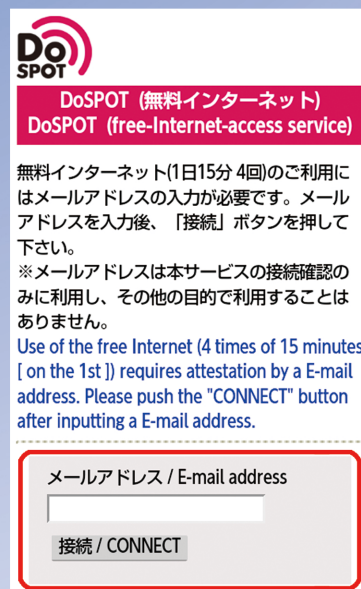 Do
SPOT
DoSPOT (無料インターネット)
DoSPOT (free-Internet-access service)
無料インターネット(1日15分 4回)のご利用に
はメールアドレスの入力が必要です。メール
アドレスを入力後、「接続」ボタンを押して
下さい。
※メールアドレスは本サービスの接続確認の
みに利用し、その他の目的で利用することは
ありません。
Use of the free Internet (4 times of 15 minutes
[ on the 1st ]) requires attestation by a E-mail
address. Please push the "CONNECT" button
after inputting a E-mail address.
メールアドレス / E-mail address
接続 / CONNECT